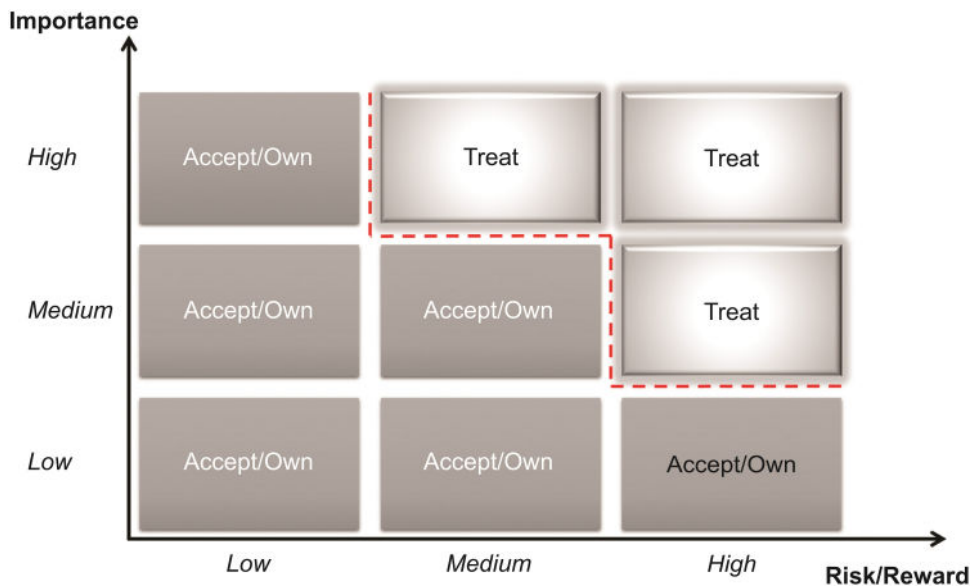 Importance
High
Accept/Own
Treat
Treat
Medium
Accept/Own
Accept/Own
Treat
Low
Accept/Own
Accept/Own
Accept/Own
Low
Medium
High
Risk/Reward